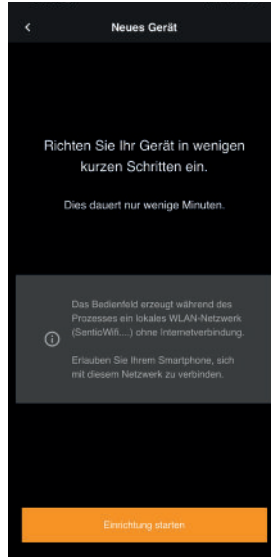 Neues Gerät
Richten Sie Ihr Gerät in wenigen
kurzen Schritten ein.
Dies dauert nur wenige Minuten.
Das Bedienfeld erzeugt während des
Prozesses ein lokales WLAN-Netzwerk
(SentioWifi....) ohne Internetverbindung.
Erlauben Sie Ihrem Smartphone, sich
mit diesem Netzwerk zu verbinden.
Einrichtung starten